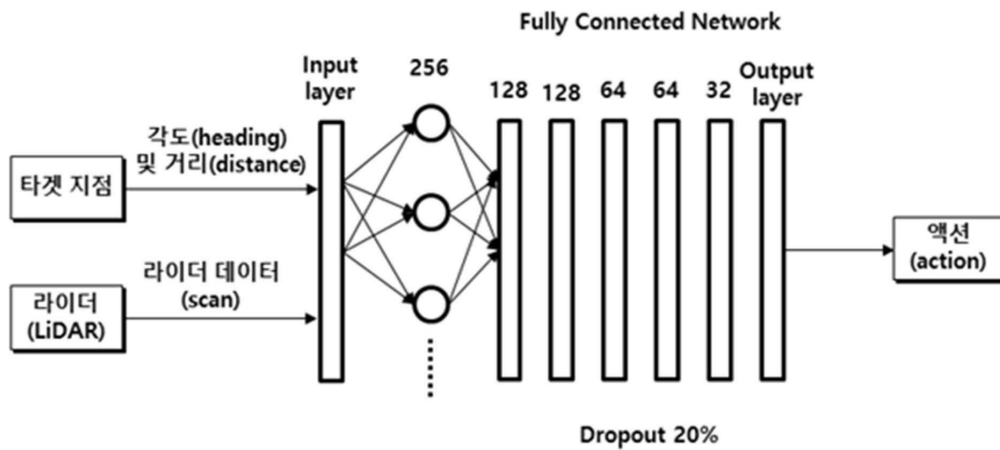 Fully Connected Network
Input
layer
256
128
128
64
64
32
Output
layer
각도(heading)
및 거리(distance)
타겟 지점
라이더 데이터
(scan)
라이더
(LiDAR)
액션
(action)
Dropout 20%